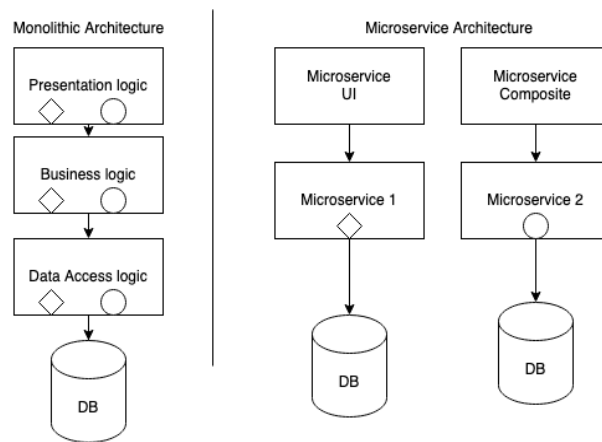 Monolithic Architecture
Presentation logic
Business logic
Data Access logic
DB
Microservice Architecture
Microservice
UI
Microservice
Composite
Microservice 1
Microservice 2
DB
DB